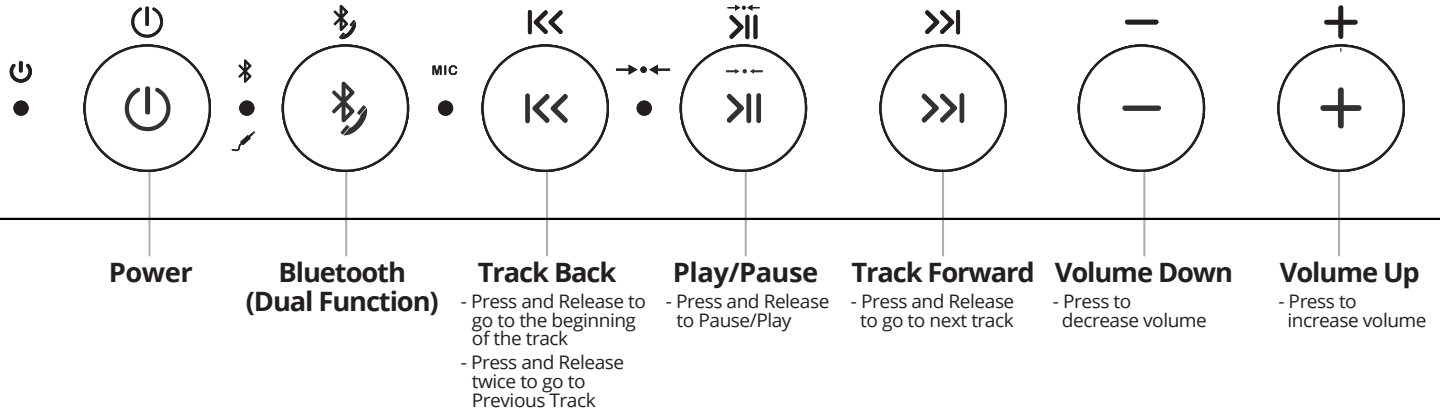 MIC
Power
Bluetooth
(Dual Function)
Track Back
- Press and Release to
go to the beginning
of the track
- Press and Release
twice to go to
Previous Track
Play/Pause
- Press and Release
to Pause/Play
Track Forward
- Press and Release
to go to next track
Volume Down
- Press to
decrease volume
Volume Up
- Press to
increase volume